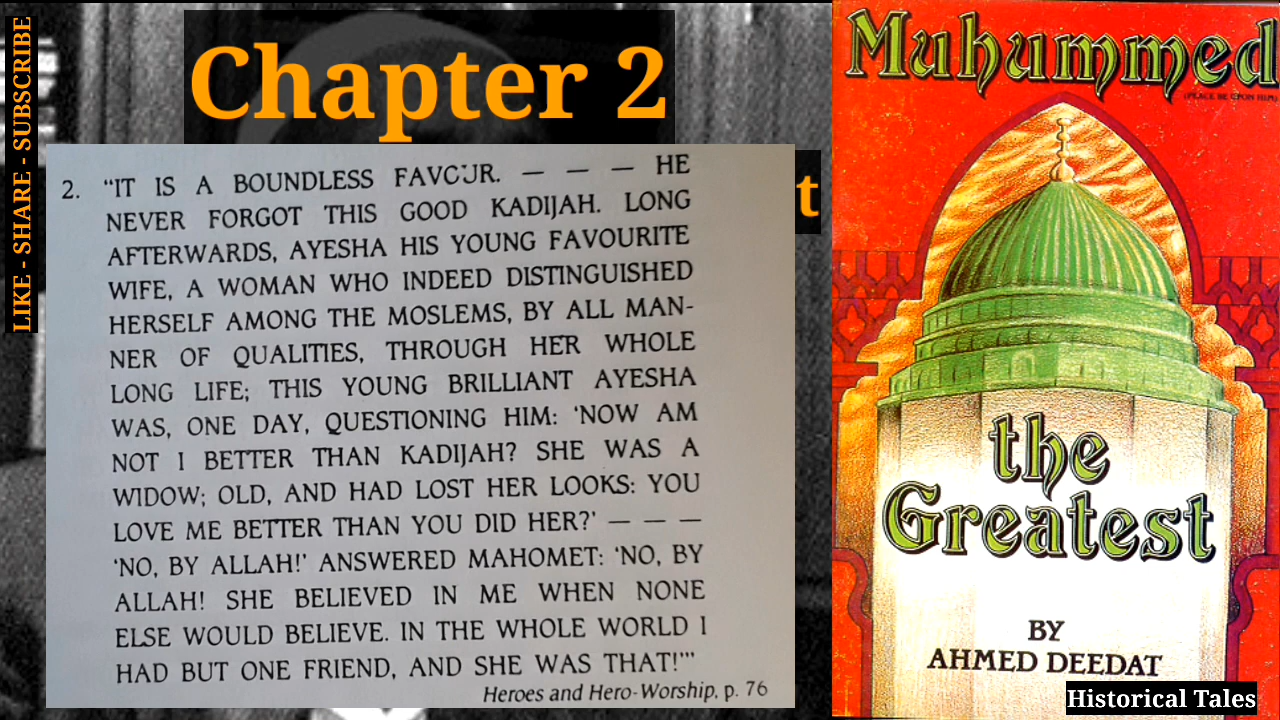 LIKE - SHARE - SUBSCRIBE
Chapter 2
t
2. “IT IS A BOUNDLESS FAVOUR. — — — HE
NEVER FORGOT THIS GOOD KADIJAH. LONG
AFTERWARDS, AYESHA HIS YOUNG FAVOURITE
WIFE, A WOMAN WHO INDEED DISTINGUISHED
HERSELF AMONG THE MOSLEMS, BY ALL MAN-
NER OF QUALITIES, THROUGH HER WHOLE
LONG LIFE; THIS YOUNG BRILLIANT AYESHA
WAS, ONE DAY, QUESTIONING HIM: ‘NOW AM
NOT I BETTER THAN KADIJAH? SHE WAS A
WIDOW; OLD, AND HAD LOST HER LOOKS: YOU
LOVE ME BETTER THAN YOU DID HER?’ — — —
‘NO, BY ALLAH!’ ANSWERED MAHOMET: ‘NO, BY
ALLAH! SHE BELIEVED IN ME WHEN NONE
ELSE WOULD BELIEVE. IN THE WHOLE WORLD I
HAD BUT ONE FRIEND, AND SHE WAS THAT!’”
Heroes and Hero-Worship, p. 76
Muhummed
(PEACE BE UPON HIM)
the
Greatest
BY
AHMED DEEDAT
Historical Tales